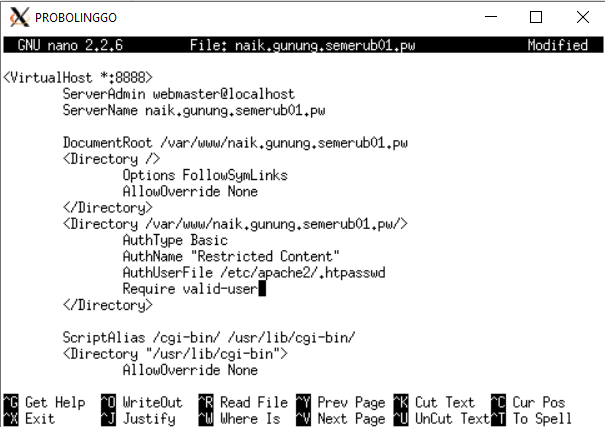 PROBOLINGGO
GNU nano 2.2.6 File: naik.gunung.semerub01.pw Modified
<VirtualHost *:8888>
ServerAdmin webmaster@localhost
ServerName naik.gunung.semerub01.pw
DocumentRoot /var/www/naik.gunung.semerub01.pw
<Directory />
Options FollowSymLinks
AllowOverride None
</Directory>
<Directory /var/www/naik.gunung.semerub01.pw/>
AuthType Basic
AuthName "Restricted Content"
AuthUserFile /etc/apache2/.htpasswd
Require valid-user
</Directory>
ScriptAlias /cgi-bin/ /usr/lib/cgi-bin/
<Directory "/usr/lib/cgi-bin">
AllowOverride None
^G Get Help ^O WriteOut ^R Read File ^Y Prev Page ^K Cut Text ^C Cur Pos
^X Exit ^J Justify ^W Where Is ^V Next Page ^U UnCut Text ^T To Spell